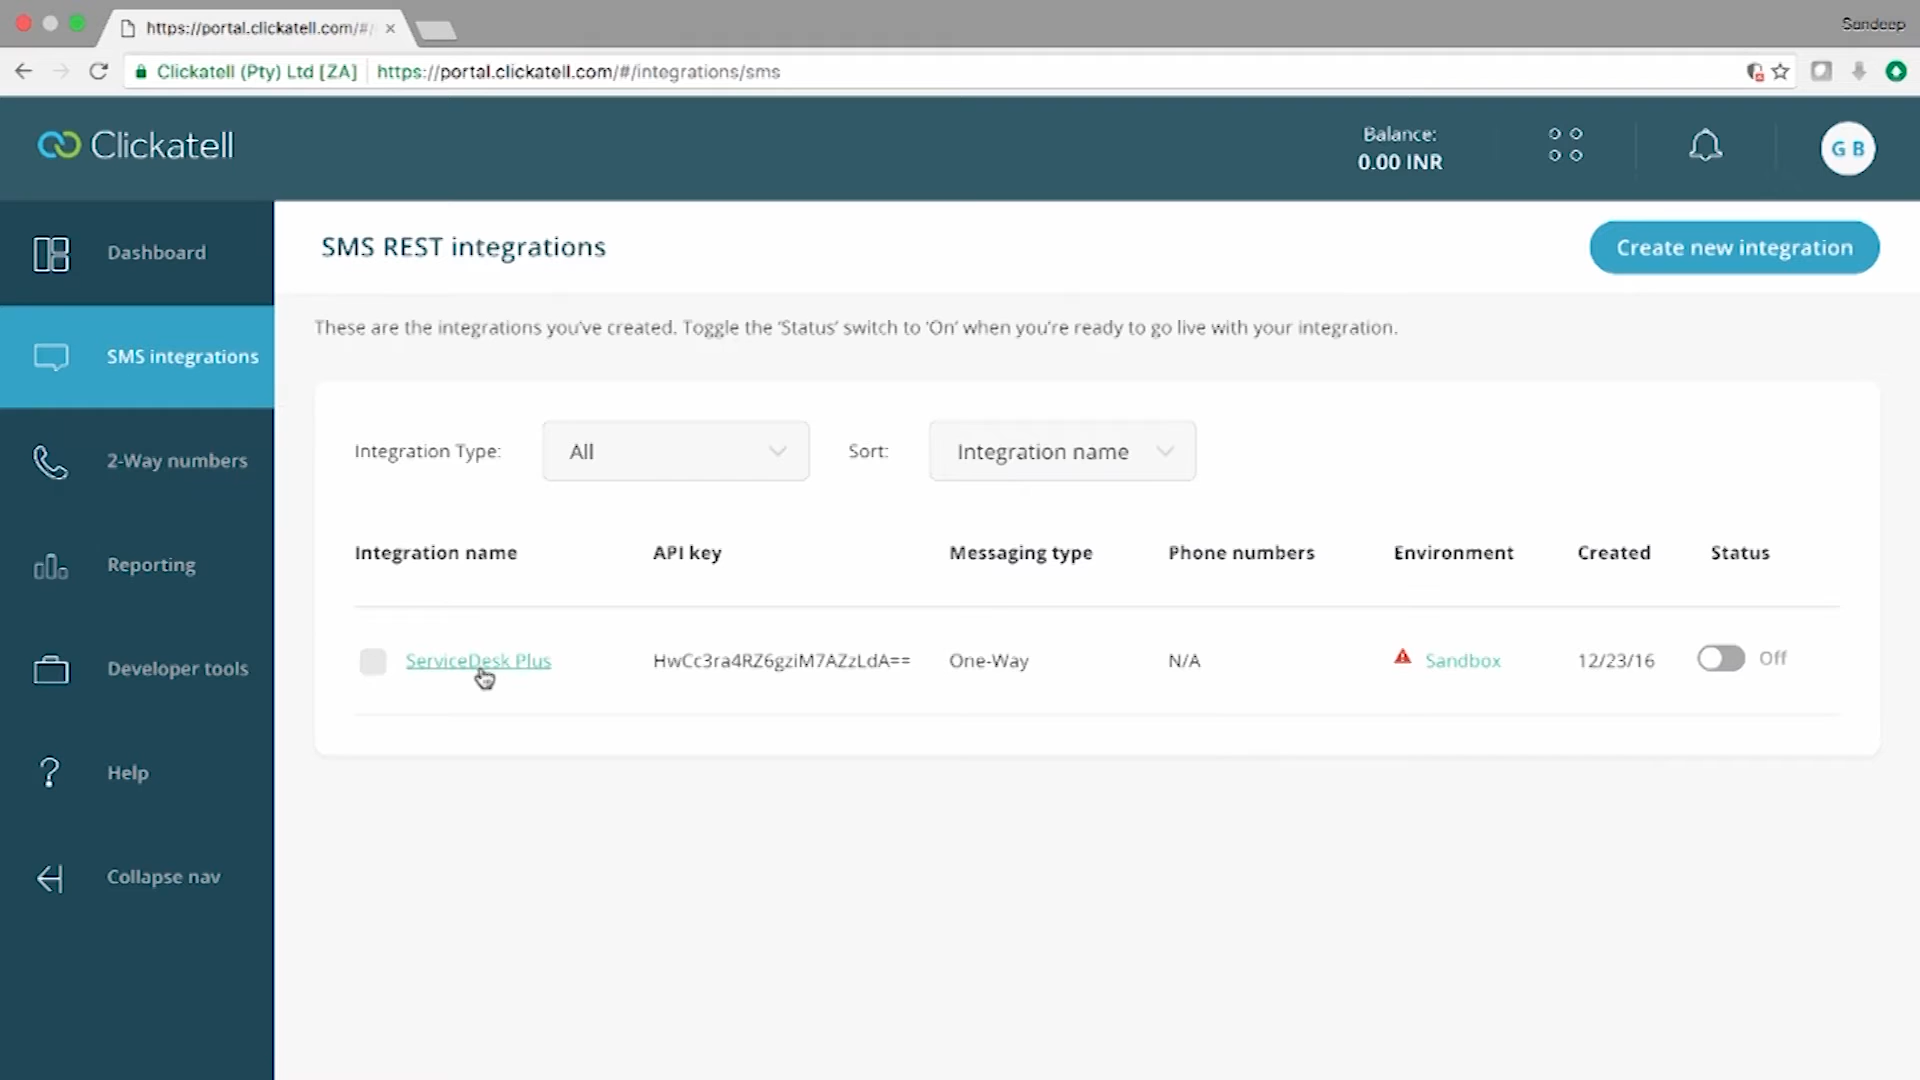 https://portal.clickatell.com/#/
Sandeep
Clickatell (Pty) Ltd [ZA] https://portal.clickatell.com/#/integrations/sms
Clickatell
Balance:
0.00 INR
G B
Dashboard
SMS integrations
2-Way numbers
Reporting
Developer tools
Help
Collapse nav
SMS REST integrations
Create new integration
These are the integrations you've created. Toggle the 'Status' switch to 'On' when you're ready to go live with your integration.
Integration Type: All Sort: Integration name
Integration name API key Messaging type Phone numbers Environment Created Status
ServiceDesk Plus HwCc3ra4RZ6gziM7AZzLdA== One-Way N/A Sandbox 12/23/16 Off